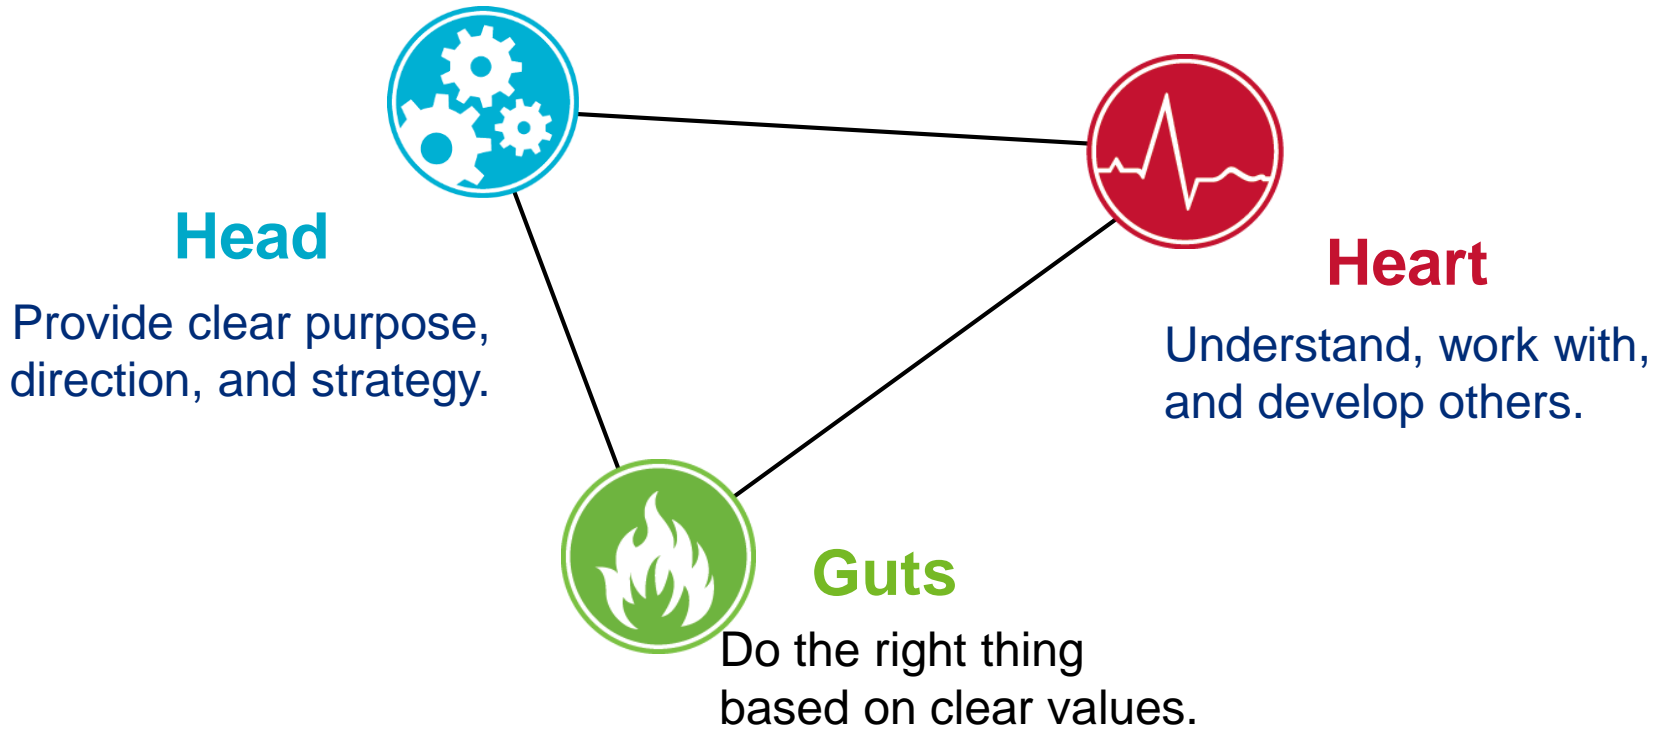 Head
Provide clear purpose,
direction, and strategy.
Heart
Understand, work with,
and develop others.
Guts
Do the right thing
based on clear values.